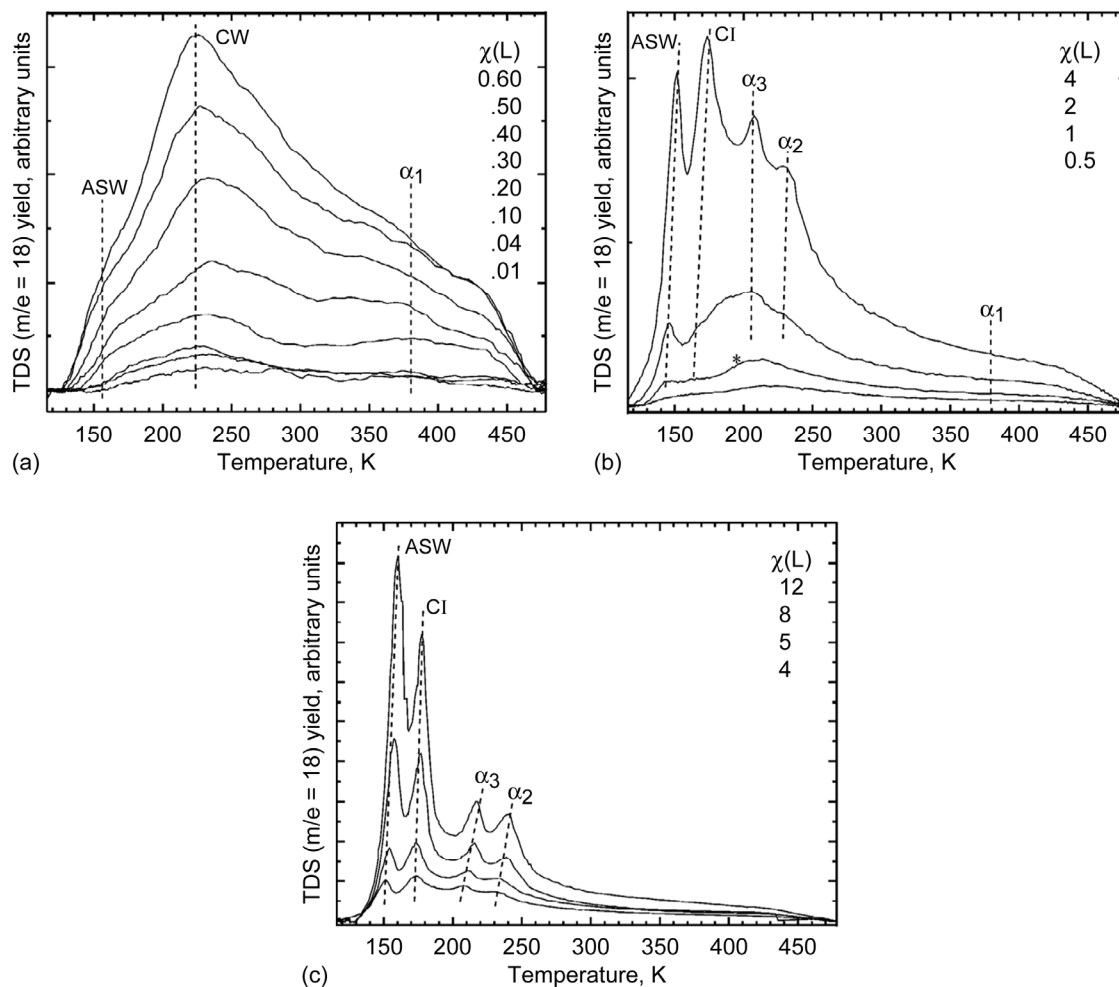 TDS (m/e = 18) yield, arbitrary units
ASW
CW
α1
χ(L)
0.60
.50
.40
.30
.20
.10
.04
.01
150 200 250 300 350 400 450
Temperature, K
(a)
TDS (m/e = 18) yield, arbitrary units
ASW
CI
α3
α2
α1
*
χ(L)
4
2
1
0.5
150 200 250 300 350 400 450
Temperature, K
(b)
TDS (m/e = 18) yield, arbitrary units
ASW
CI
α3
α2
χ(L)
12
8
5
4
150 200 250 300 350 400 450
Temperature, K
(c)